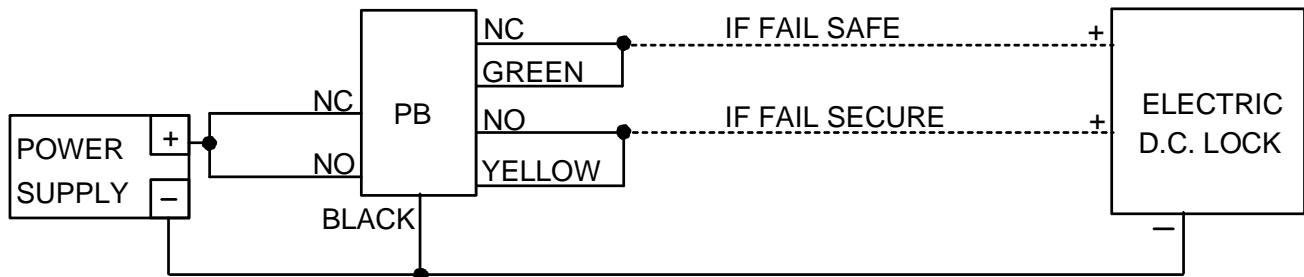 POWER
SUPPLY
+
–
NC
NO
PB
BLACK
NC
GREEN
NO
YELLOW
IF FAIL SAFE
IF FAIL SECURE
+
+
ELECTRIC
D.C. LOCK
–